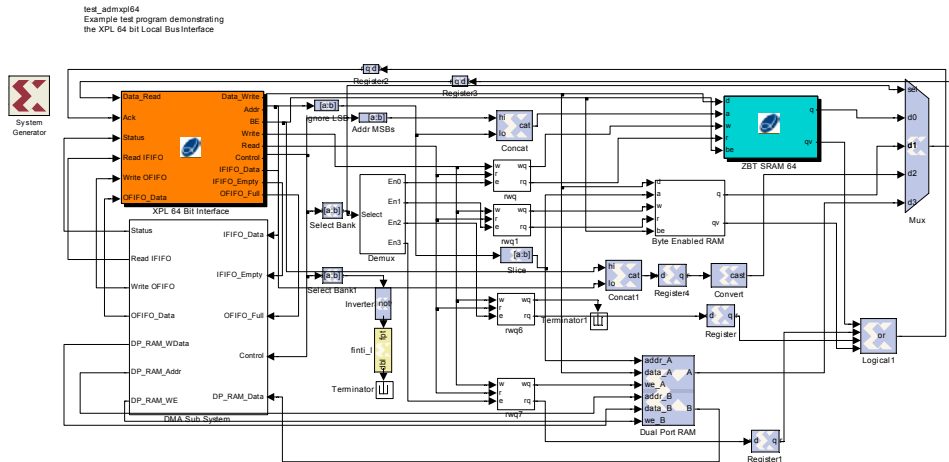 test_admxpl64
Example test program demonstrating
the XPL 64 bit Local Bus Interface
System
Generator
Data_Read
Ack
Status
Read IFIFO
Write OFIFO
OFIFO_Data
Data_Write
Addr
BE
Write
Read
Control
IFIFO_Data
IFIFO_Empty
OFIFO_Full
XPL 64 Bit Interface
q d
Register2
q d
Register3
[a:b]
Ignore LSB
[a:b]
Addr MSBs
hi
lo
cat
Concat
d
a
w
r
be
q
qv
ZBT SRAM 64
sel
d0
d1
d2
d3
Mux
Status
Read IFIFO
Write OFIFO
OFIFO_Data
DP_RAM_WData
DP_RAM_Addr
DP_RAM_WE
IFIFO_Data
IFIFO_Empty
OFIFO_Full
Control
DP_RAM_Data
DMA Sub System
[a:b]
Select Bank
Select
En0
En1
En2
En3
Demux
w
r
e
wq
rq
rwq
w
r
e
wq
rq
rwq1
[a:b]
Slice
d
a
w
r
be
q
qv
Byte Enabled RAM
[a:b]
Select Bank1
Inverter
not
fpt
dbl
Terminator
hi
lo
cat
Concat1
d q
Register4
cast
Convert
w
r
e
wq
rq
rwq6
Terminator1
d q
Register
or
Logical1
w
r
e
wq
rq
rwq7
addr_A
data_A
we_A
addr_B
data_B
we_B
A
B
Dual Port RAM
d q
Register1